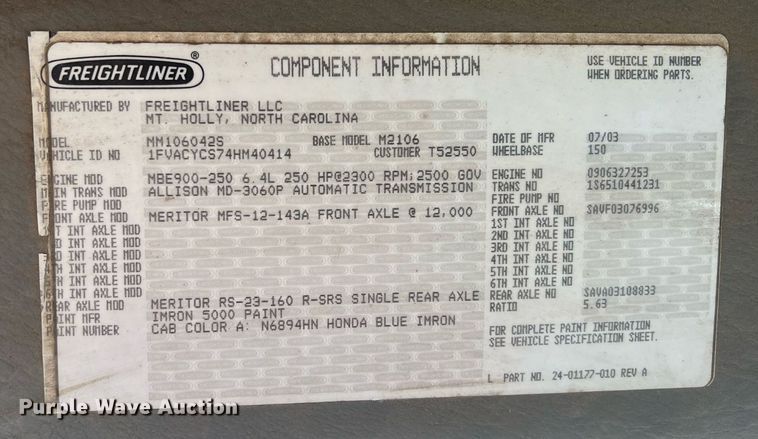 FREIGHTLINER®
COMPONENT INFORMATION
USE VEHICLE ID NUMBER
WHEN ORDERING PARTS.
MANUFACTURED BY FREIGHTLINER LLC
MT. HOLLY, NORTH CAROLINA
MODEL MM106042S BASE MODEL M2106 DATE OF MFR 07/03
VEHICLE ID NO 1FVACYCS74HM40414 CUSTOMER T52550 WHEELBASE 150
ENGINE MOD MBE900-250 6.4L 250 HP@2300 RPM;2500 GOV ENGINE NO 0906327253
MAIN TRANS MOD ALLISON MD-3060P AUTOMATIC TRANSMISSION TRANS NO 1S6510441231
FIRE PUMP MOD FIRE PUMP NO
FRONT AXLE MOD MERITOR MFS-12-143A FRONT AXLE @ 12,000 FRONT AXLE NO SAVF03076996
1ST INT AXLE MOD 1ST INT AXLE NO
2ND INT AXLE MOD 2ND INT AXLE NO
3RD INT AXLE MOD 3RD INT AXLE NO
4TH INT AXLE MOD 4TH INT AXLE NO
5TH INT AXLE MOD 5TH INT AXLE NO
6TH INT AXLE MOD 6TH INT AXLE NO
REAR AXLE MOD MERITOR RS-23-160 R-SRS SINGLE REAR AXLE REAR AXLE NO SAVA03108833
PAINT MFR IMRON 5000 PAINT RATIO 5.63
PAINT NUMBER CAB COLOR A: N6894HN HONDA BLUE IMRON
FOR COMPLETE PAINT INFORMATION
SEE VEHICLE SPECIFICATION SHEET.
L PART NO. 24-01177-010 REV A
Purple Wave Auction